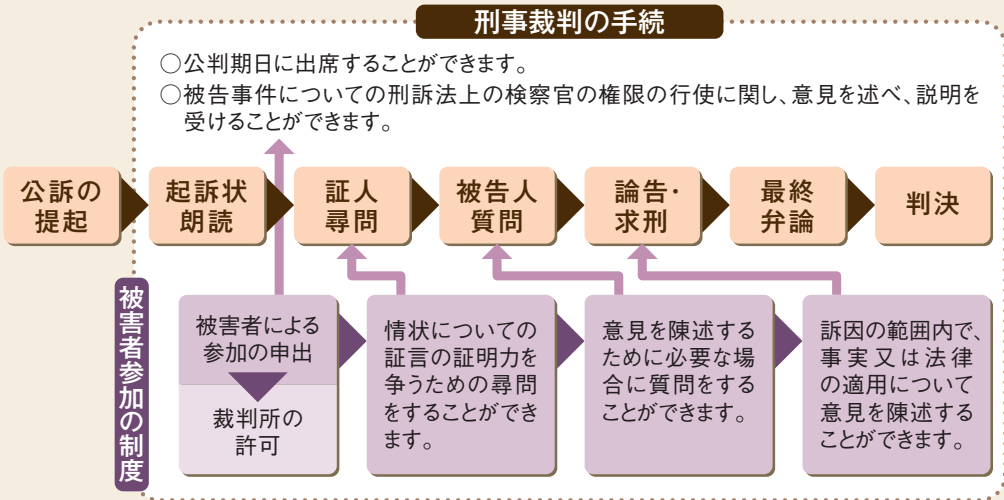 刑事裁判の手続
○公判期日に出席することができます。
○被告事件についての刑訴法上の検察官の権限の行使に関し、意見を述べ、説明を
受けることができます。
公訴の
提起
起訴状
朗読
証人
尋問
被告人
質問
論告・
求刑
最終
弁論
判決
被害者参加の制度
被害者による
参加の申出
裁判所の
許可
情状についての
証言の証明力を
争うための尋問
をすることができ
ます。
意見を陳述する
ために必要な場
合に質問をする
ことができます。
訴因の範囲内で、
事実又は法律
の適用について
意見を陳述する
ことができます。